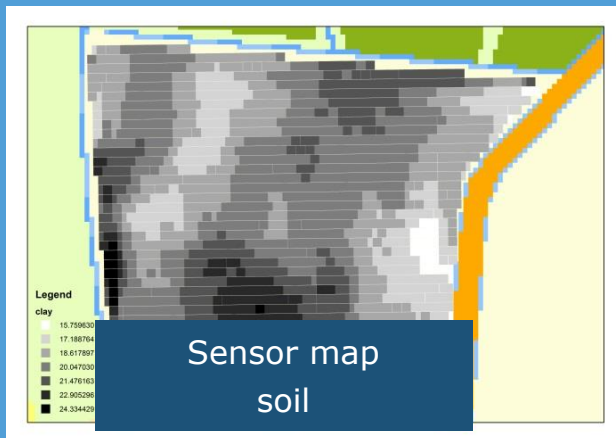 Legend
clay
15.759630
17.188764
18.617897
20.047030
21.476163
22.905296
24.334429
Sensor map
soil